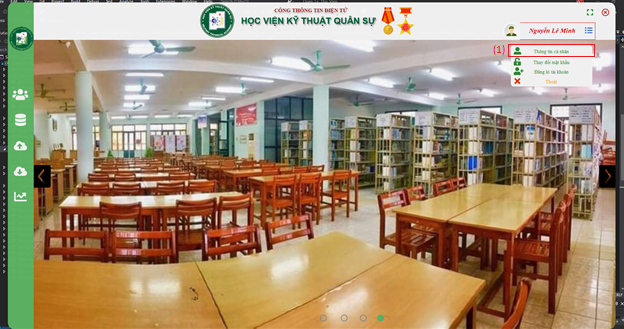 CỔNG THÔNG TIN ĐIỆN TỬ
HỌC VIỆN KỸ THUẬT QUÂN SỰ
Nguyễn Lê Minh
(1)
Thông tin cá nhân
Thay đổi mật khẩu
Đăng kí tài khoản
Thoát